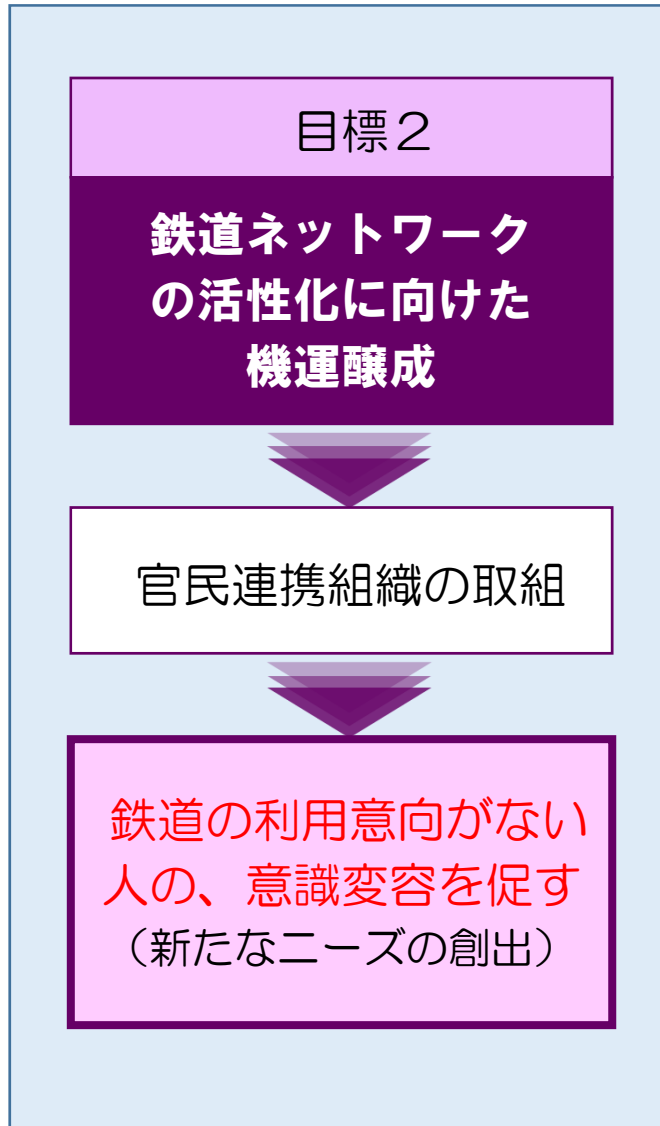 目標２
鉄道ネットワーク
の活性化に向けた
機運醸成
官民連携組織の取組
鉄道の利用意向がない
人の、意識変容を促す
（新たなニーズの創出）